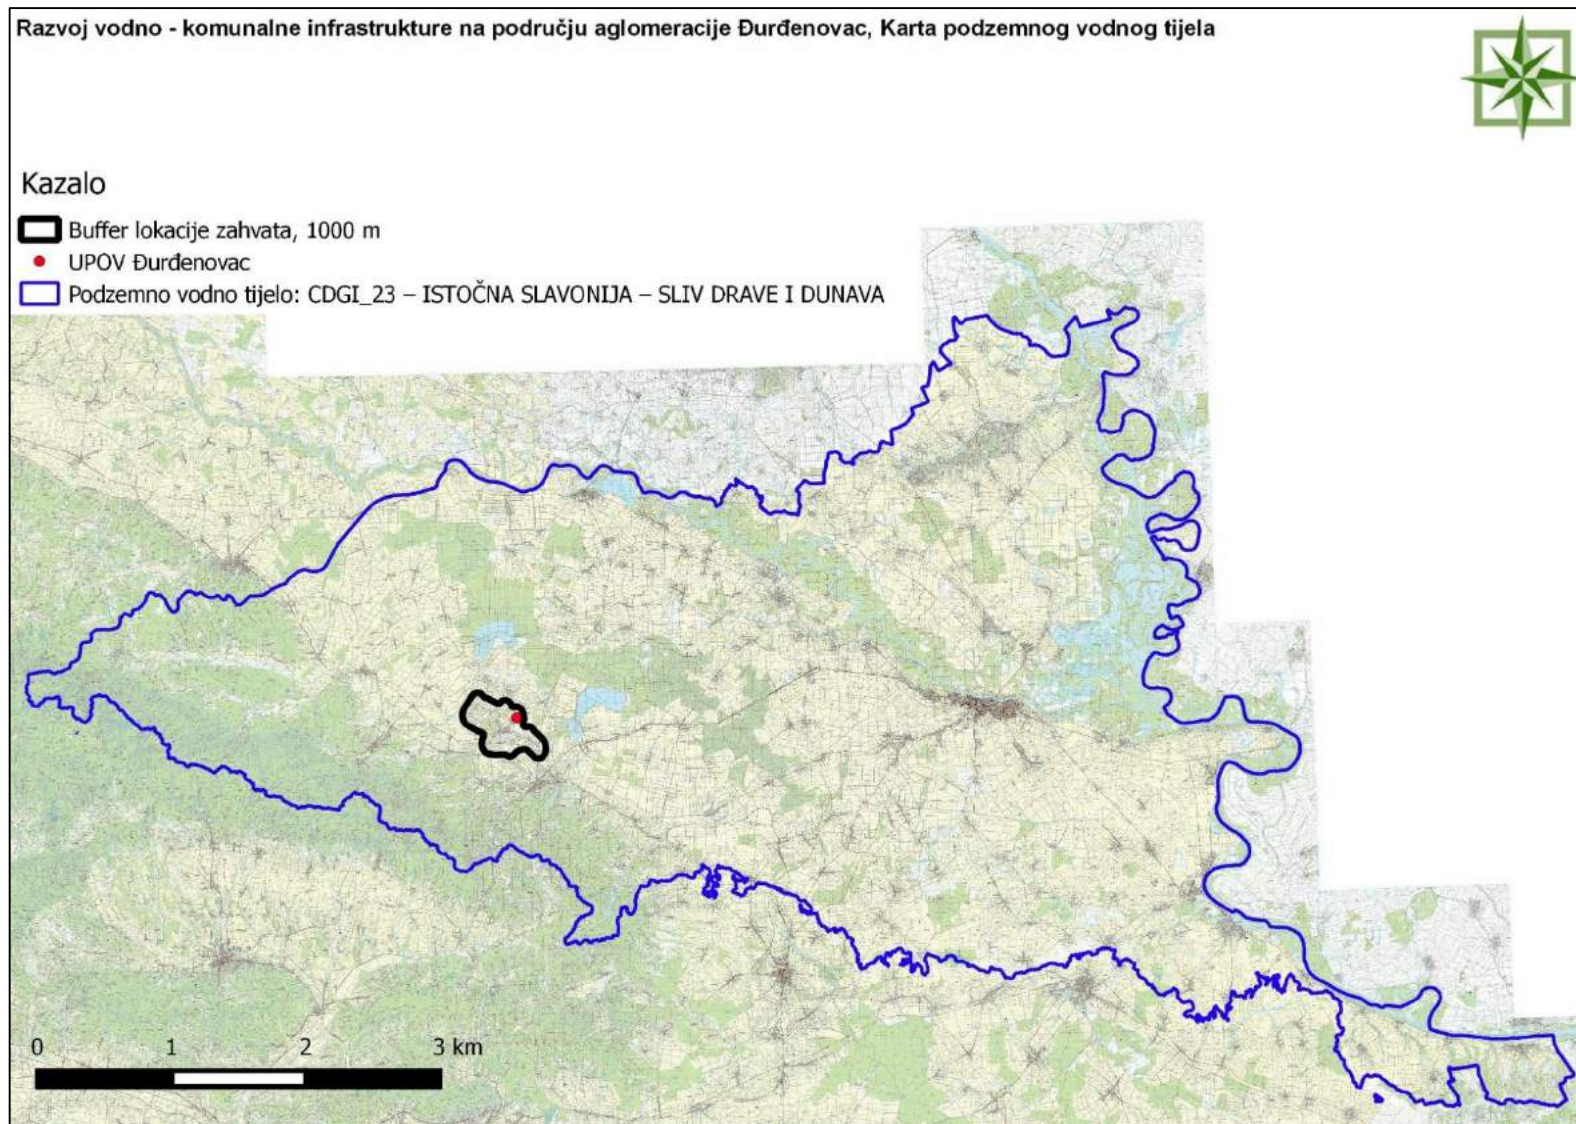 Razvoj vodno - komunalne infrastrukture na području aglomeracije Đurđenovac, Karta podzemnog vodnog tijela
Kazalo
Buffer lokacije zahvata, 1000 m
UPOV Đurđenovac
Podzemno vodno tijelo: CDGI_23 – ISTOČNA SLAVONIJA – SLIV DRAVE I DUNAVA
0 1 2 3 km